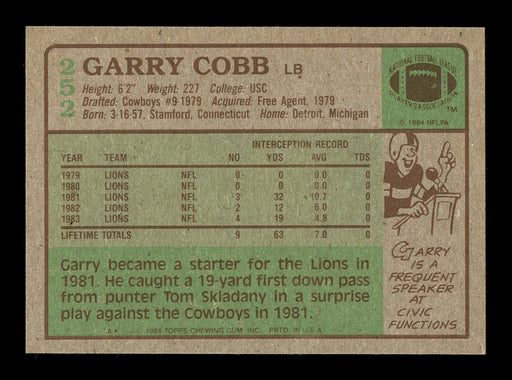 252
GARRY COBB LB
Height: 6'2" Weight: 227 College: USC
Drafted: Cowboys #9-1979 Acquired: Free Agent, 1979
Born: 3-16-57, Stamford, Connecticut Home: Detroit, Michigan
NATIONAL FOOTBALL LEAGUE
PLAYERS ASSOCIATION
TM
© 1984 NFLPA
INTERCEPTION RECORD
YEAR TEAM NO YDS AVG TDS
1979 LIONS NFL 0 0 0.0 0
1980 LIONS NFL 0 0 0.0 0
1981 LIONS NFL 3 32 10.7 0
1982 LIONS NFL 2 12 6.0 0
1983 LIONS NFL 4 19 4.8 0
LIFETIME TOTALS 9 63 7.0 0
Garry became a starter for the Lions in
1981. He caught a 19-yard first down pass
from punter Tom Skladany in a surprise
play against the Cowboys in 1981.
GARRY
IS A
FREQUENT
SPEAKER
AT
CIVIC
FUNCTIONS.
A* 1984 TOPPS CHEWING GUM, INC. PRTD. IN U.S.A.